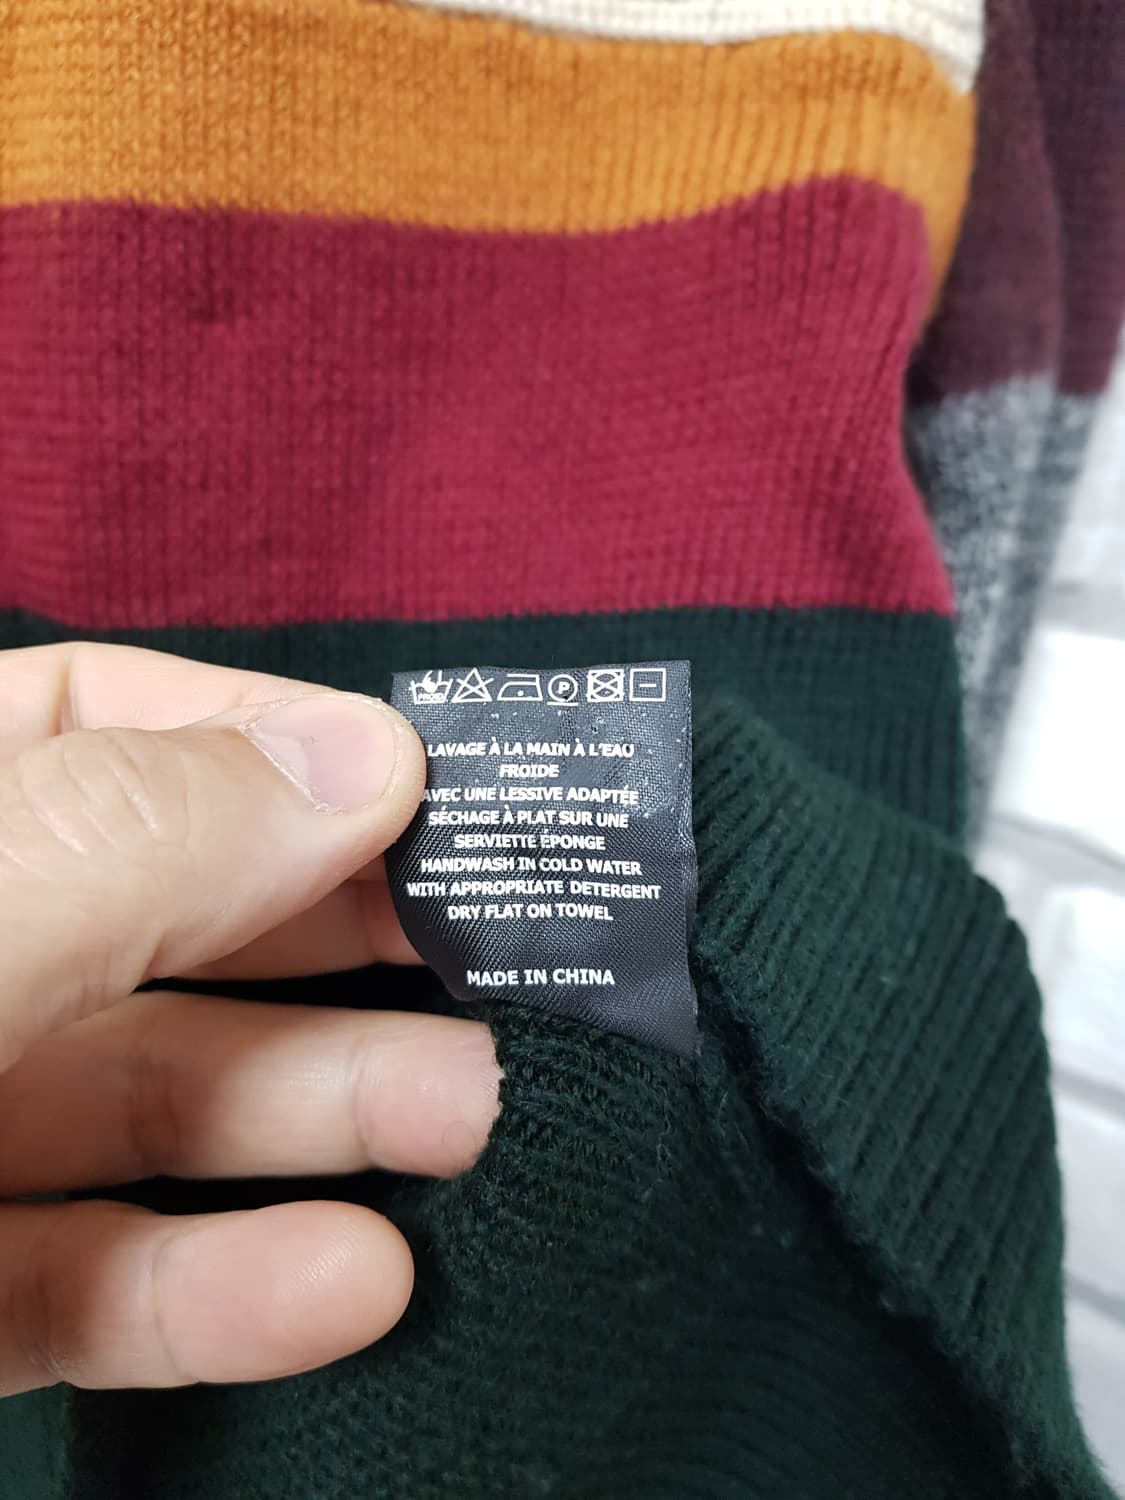 FROID
P
LAVAGE À LA MAIN À L'EAU
FROIDE
AVEC UNE LESSIVE ADAPTÉE
SÉCHAGE À PLAT SUR UNE
SERVIETTE ÉPONGE
HANDWASH IN COLD WATER
WITH APPROPRIATE DETERGENT
DRY FLAT ON TOWEL
MADE IN CHINA